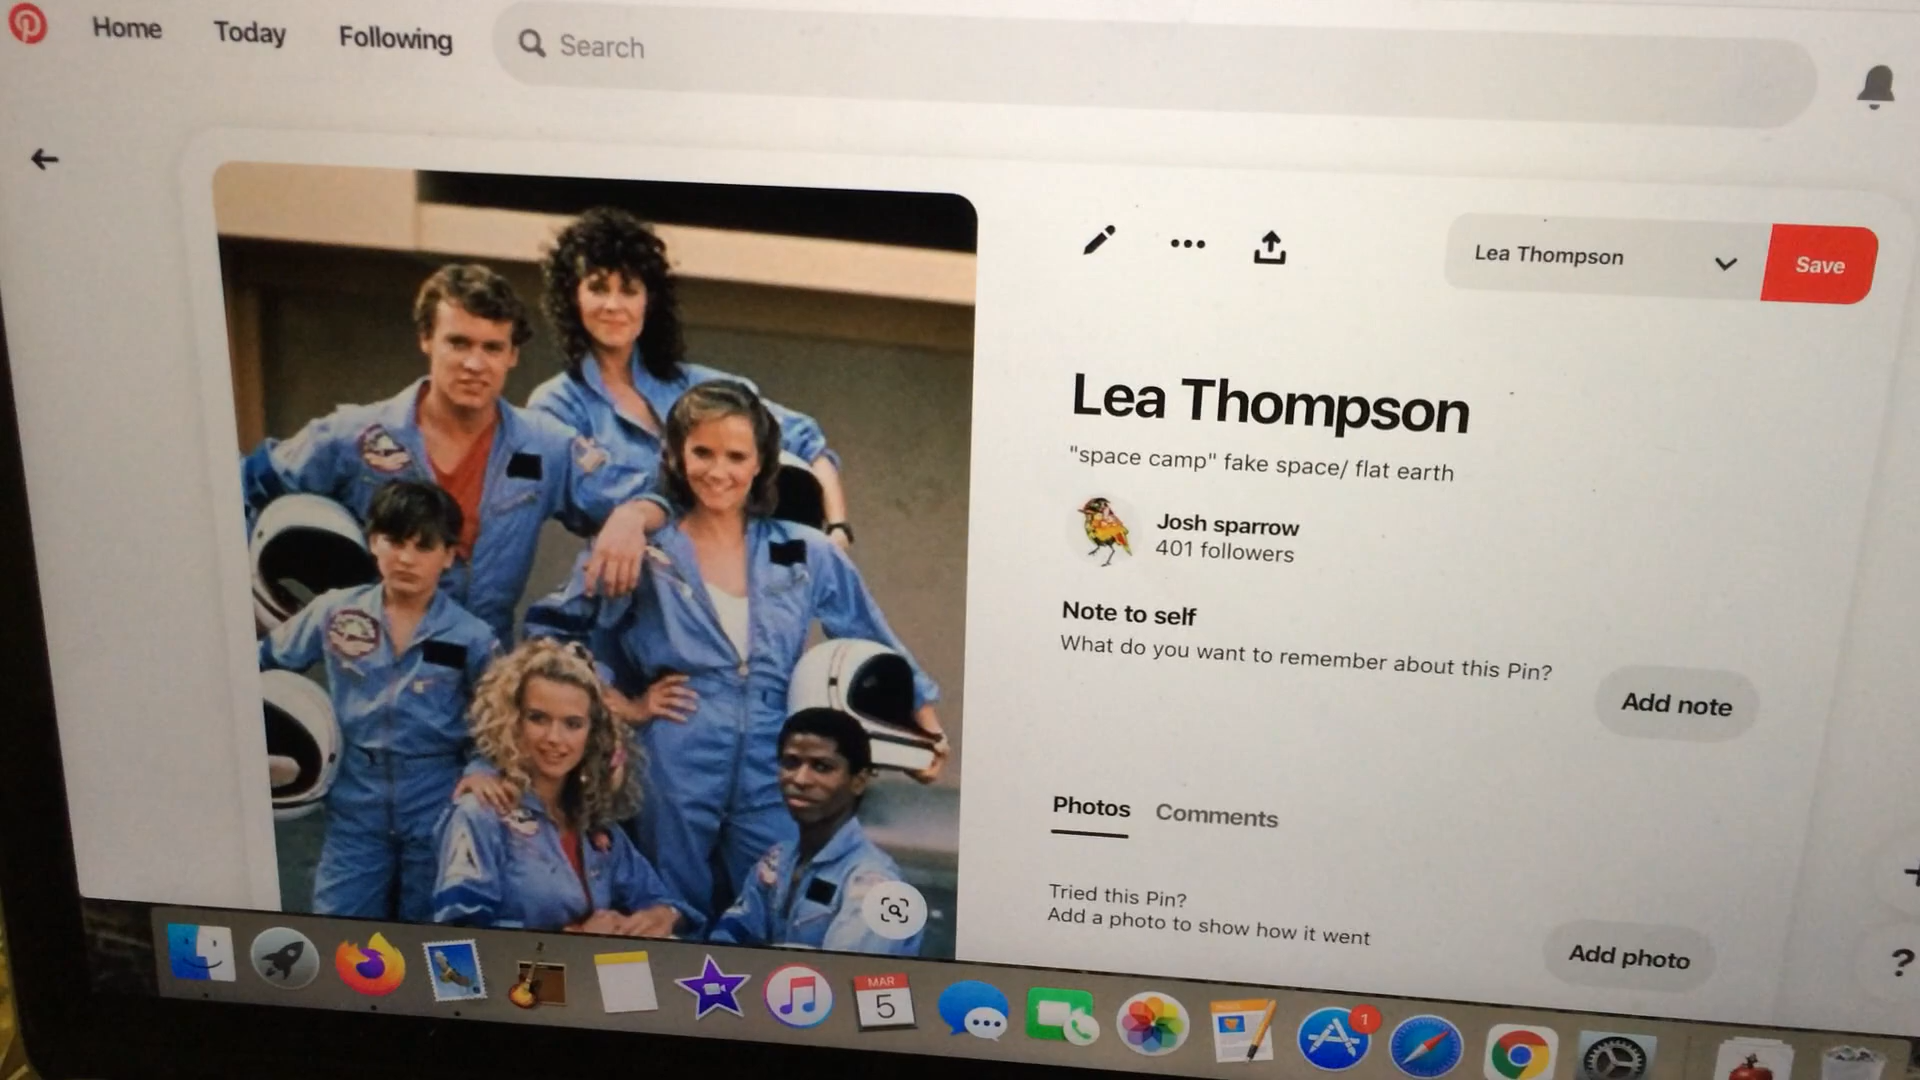 Home Today Following Search
Lea Thompson Save
Lea Thompson
"space camp" fake space/ flat earth
Josh sparrow
401 followers
Note to self
What do you want to remember about this Pin?
Add note
Photos Comments
Tried this Pin?
Add a photo to show how it went
Add photo
?
MAR
5
1